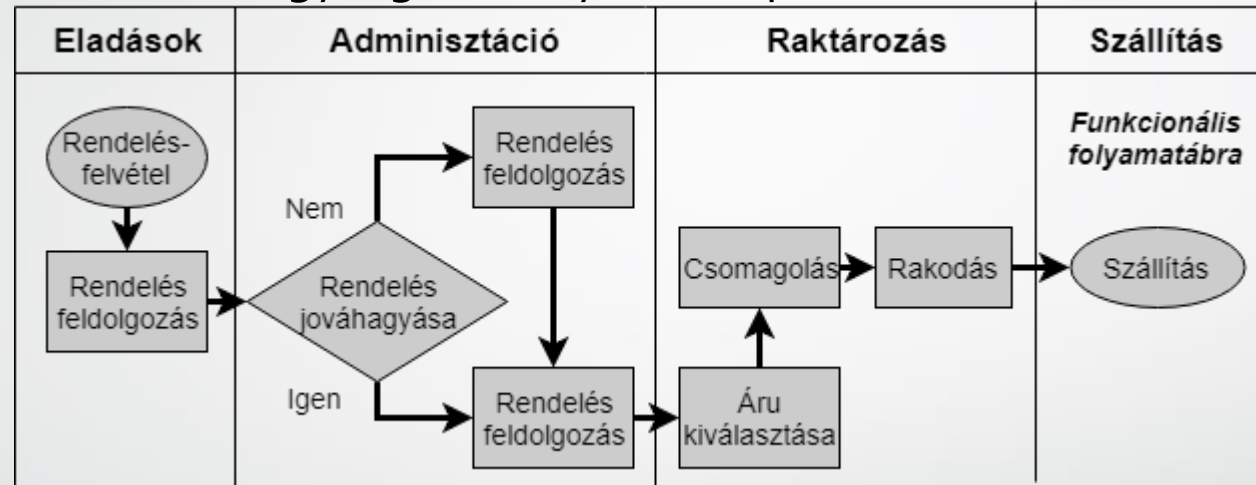 Eladások
Adminisztáció
Raktározás
Szállítás
Rendelés-
felvétel
Rendelés
feldolgozás
Nem
Rendelés
jováhagyása
Igen
Rendelés
feldolgozás
Rendelés
feldolgozás
Csomagolás
Rakodás
Áru
kiválasztása
Funkcionális
folyamatábra
Szállítás